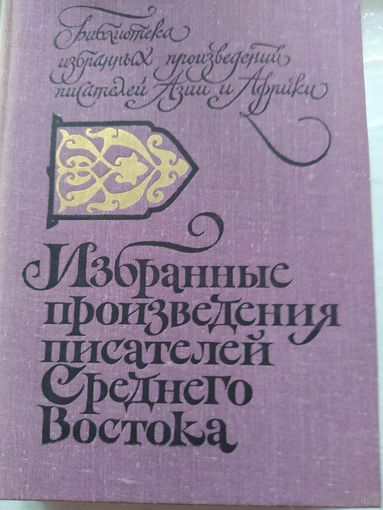 Библиотека
избранных произведений
писателей Азии и Африки
Избранные
произведения
писателей
Среднего
Востока